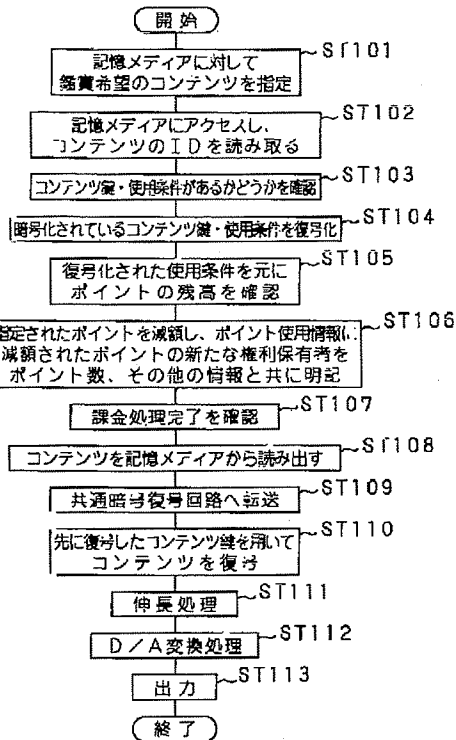 開始
記憶メディアに対して
鑑賞希望のコンテンツを指定
ST101
記憶メディアにアクセスし、
コンテンツのIDを読み取る
ST102
コンテンツ鍵・使用条件があるかどうかを確認
ST103
暗号化されているコンテンツ鍵・使用条件を復号化
ST104
復号化された使用条件を元に
ポイントの残高を確認
ST105
指定されたポイントを減額し、ポイント使用情報に
減額されたポイントの新たな権利保有者を
ポイント数、その他の情報と共に明記
ST106
課金処理完了を確認
ST107
コンテンツを記憶メディアから読み出す
ST108
共通暗号復号回路へ転送
ST109
先に復号したコンテンツ鍵を用いて
コンテンツを復号
ST110
伸長処理
ST111
D/A変換処理
ST112
出力
ST113
終了